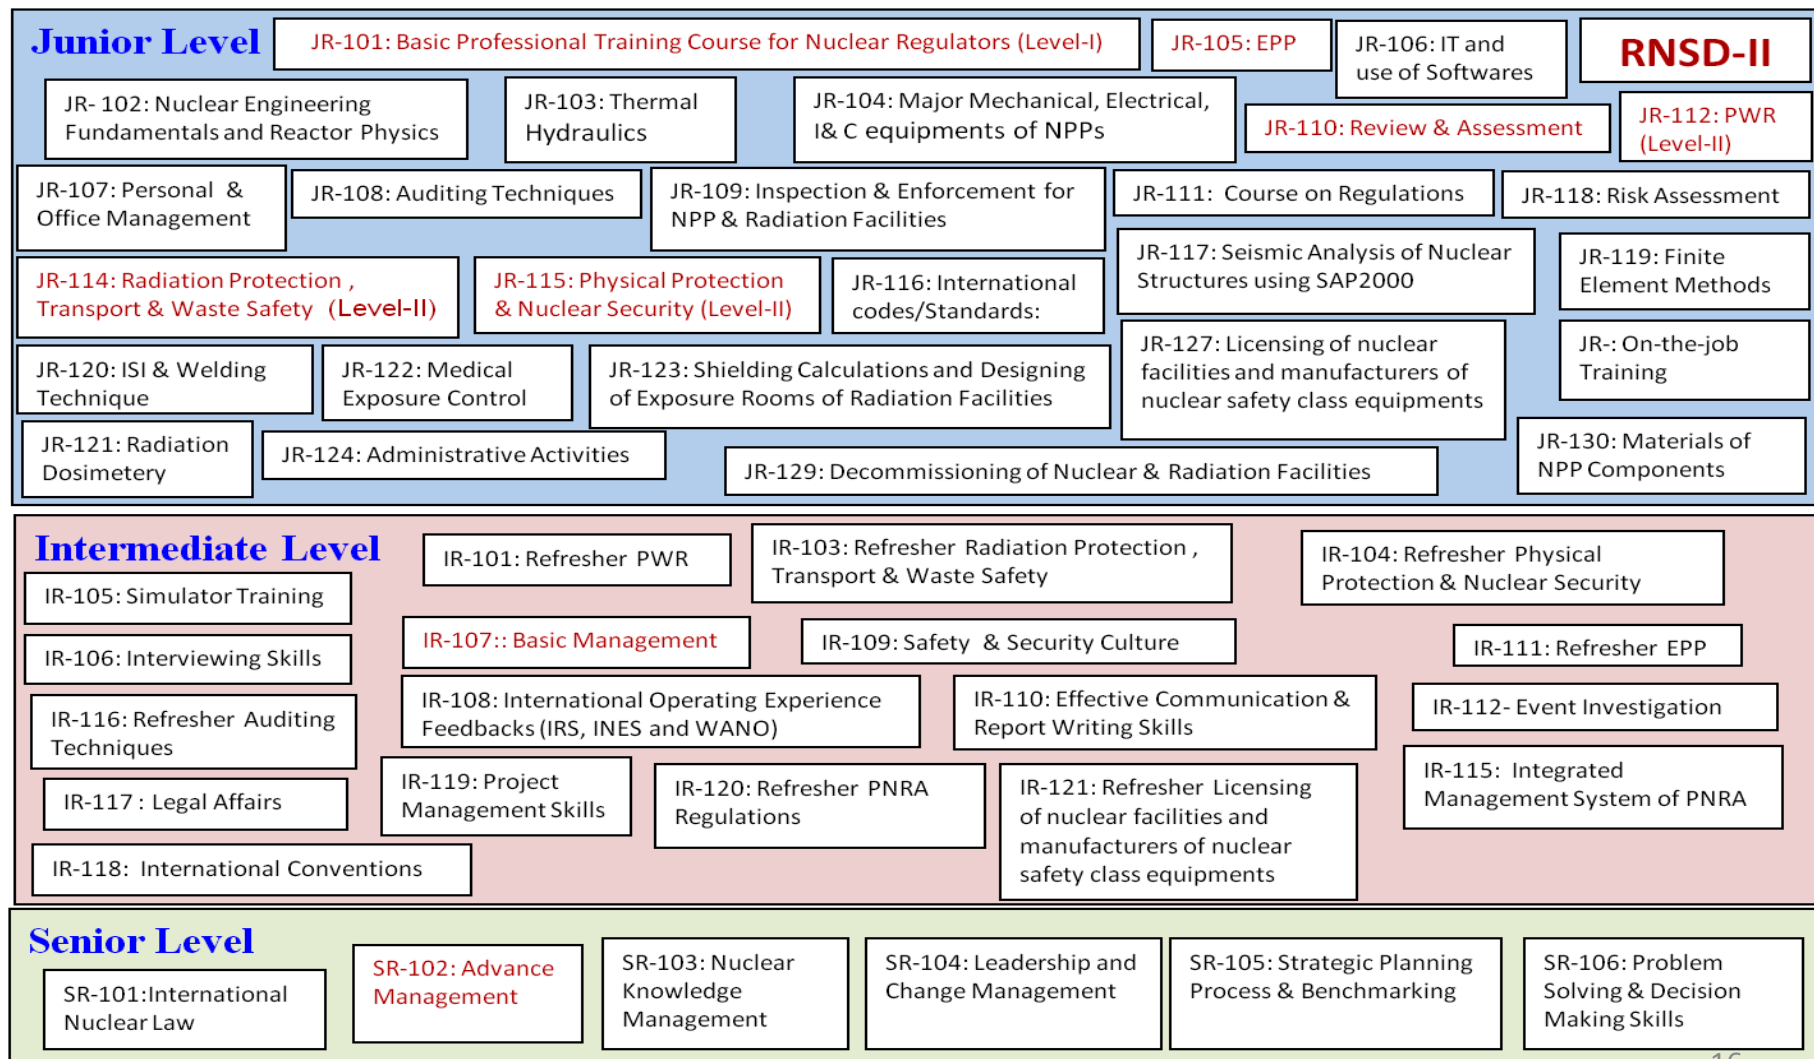 Junior Level
JR-101: Basic Professional Training Course for Nuclear Regulators (Level-I)
JR-105: EPP
JR-106: IT and
use of Softwares
RNSD-II
JR- 102: Nuclear Engineering
Fundamentals and Reactor Physics
JR-103: Thermal
Hydraulics
JR-104: Major Mechanical, Electrical,
I& C equipments of NPPs
JR-110: Review & Assessment
JR-112: PWR
(Level-II)
JR-107: Personal &
Office Management
JR-108: Auditing Techniques
JR-109: Inspection & Enforcement for
NPP & Radiation Facilities
JR-111: Course on Regulations
JR-118: Risk Assessment
JR-114: Radiation Protection ,
Transport & Waste Safety (Level-II)
JR-115: Physical Protection
& Nuclear Security (Level-II)
JR-116: International
codes/Standards:
JR-117: Seismic Analysis of Nuclear
Structures using SAP2000
JR-119: Finite
Element Methods
JR-120: ISI & Welding
Technique
JR-122: Medical
Exposure Control
JR-123: Shielding Calculations and Designing
of Exposure Rooms of Radiation Facilities
JR-127: Licensing of nuclear
facilities and manufacturers of
nuclear safety class equipments
JR-: On-the-job
Training
JR-121: Radiation
Dosimetery
JR-124: Administrative Activities
JR-129: Decommissioning of Nuclear & Radiation Facilities
JR-130: Materials of
NPP Components
Intermediate Level
IR-101: Refresher PWR
IR-103: Refresher Radiation Protection ,
Transport & Waste Safety
IR-104: Refresher Physical
Protection & Nuclear Security
IR-105: Simulator Training
IR-106: Interviewing Skills
IR-107:: Basic Management
IR-109: Safety & Security Culture
IR-111: Refresher EPP
IR-116: Refresher Auditing
Techniques
IR-108: International Operating Experience
Feedbacks (IRS, INES and WANO)
IR-110: Effective Communication &
Report Writing Skills
IR-112- Event Investigation
IR-117 : Legal Affairs
IR-119: Project
Management Skills
IR-120: Refresher PNRA
Regulations
IR-121: Refresher Licensing
of nuclear facilities and
manufacturers of nuclear
safety class equipments
IR-115: Integrated
Management System of PNRA
IR-118: International Conventions
Senior Level
SR-101:International
Nuclear Law
SR-102: Advance
Management
SR-103: Nuclear
Knowledge
Management
SR-104: Leadership and
Change Management
SR-105: Strategic Planning
Process & Benchmarking
SR-106: Problem
Solving & Decision
Making Skills